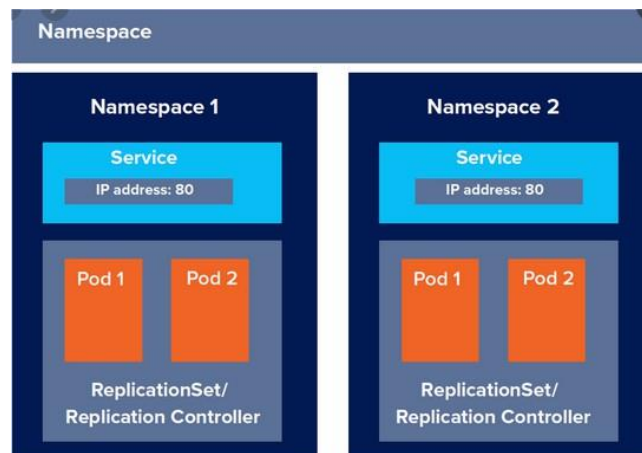 Namespace
Namespace 1
Service
IP address: 80
Pod 1
Pod 2
ReplicationSet/
Replication Controller
Namespace 2
Service
IP address: 80
Pod 1
Pod 2
ReplicationSet/
Replication Controller